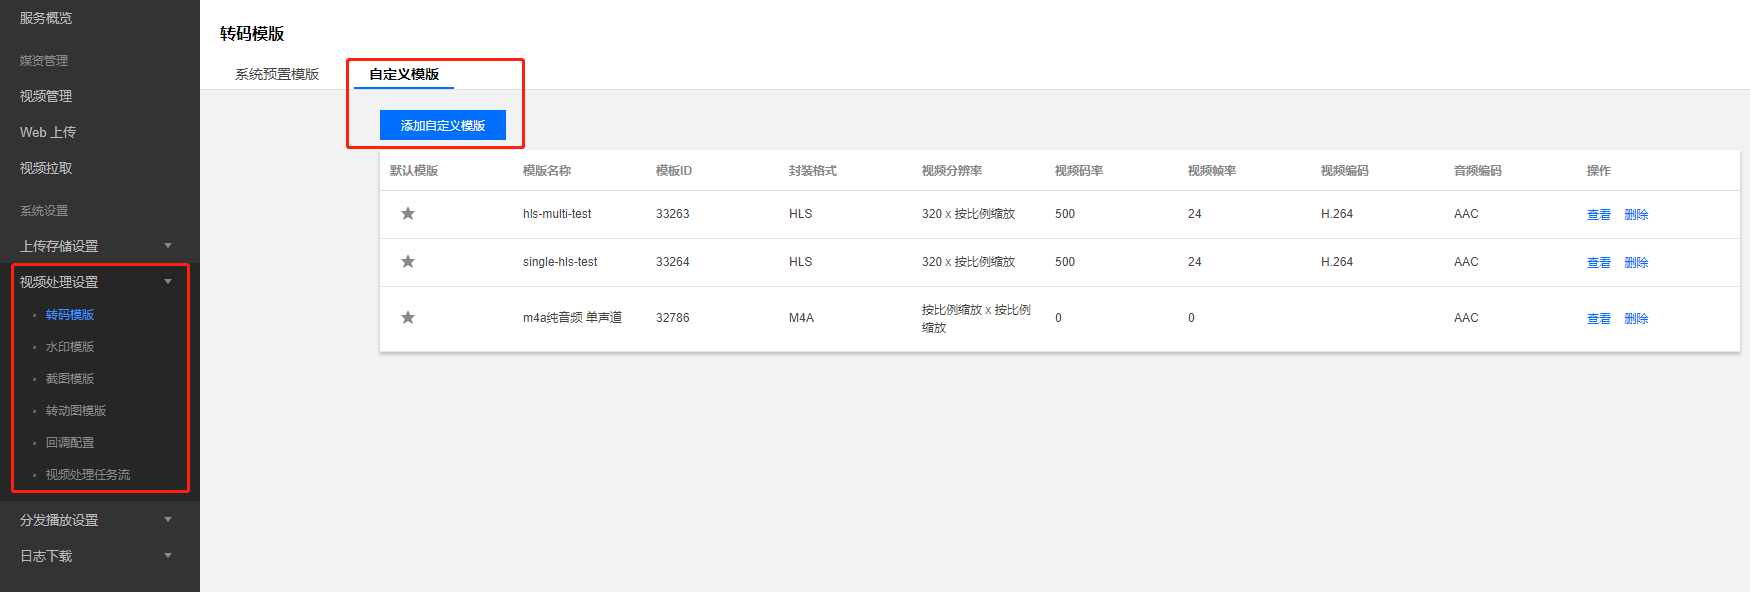 服务概览
媒资管理
视频管理
Web 上传
视频拉取
系统设置
上传存储设置
视频处理设置
转码模版
水印模版
截图模版
转动图模版
回调配置
视频处理任务流
分发播放设置
日志下载
转码模版
系统预置模版 自定义模版
添加自定义模版
默认模版 模版名称 模板ID 封装格式 视频分辨率 视频码率 视频帧率 视频编码 音频编码 操作
hls-multi-test 33263 HLS 320 x 按比例缩放 500 24 H.264 AAC 查看 删除
single-hls-test 33264 HLS 320 x 按比例缩放 500 24 H.264 AAC 查看 删除
m4a纯音频 单声道 32786 M4A 按比例缩放 x 按比例 0 0 AAC 查看 删除
缩放